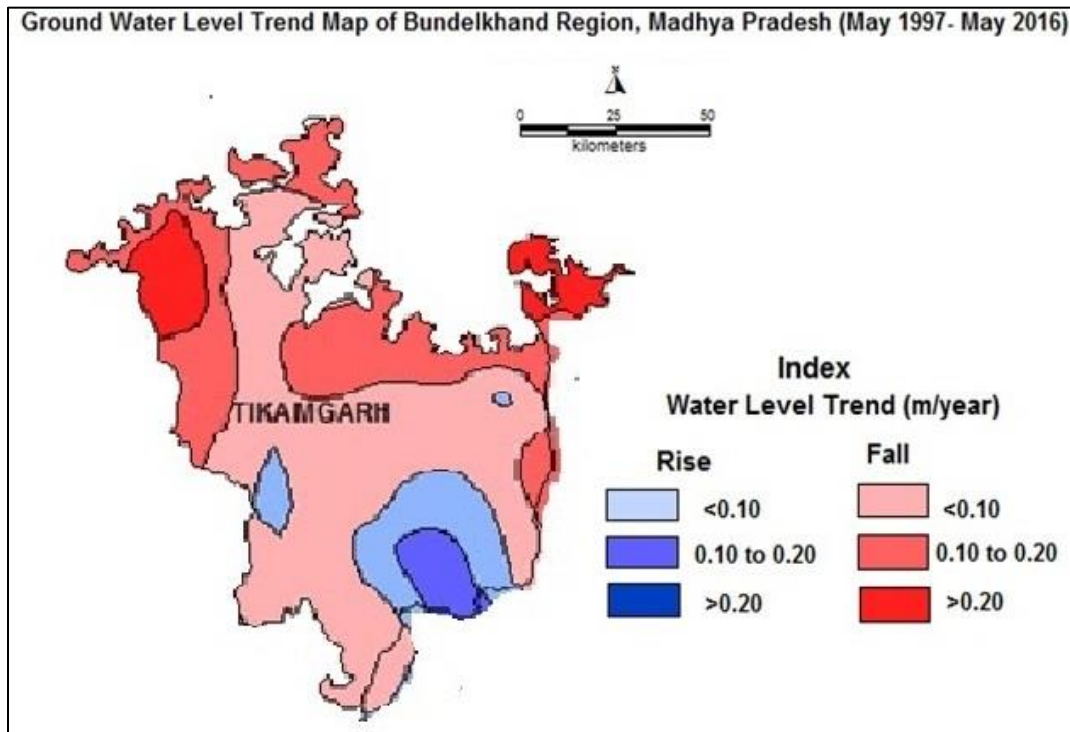 Ground Water Level Trend Map of Bundelkhand Region, Madhya Pradesh (May 1997- May 2016)
N
0 25 50
kilometers
TIKAMGARH
Index
Water Level Trend (m/year)
Rise Fall
<0.10 <0.10
0.10 to 0.20 0.10 to 0.20
>0.20 >0.20